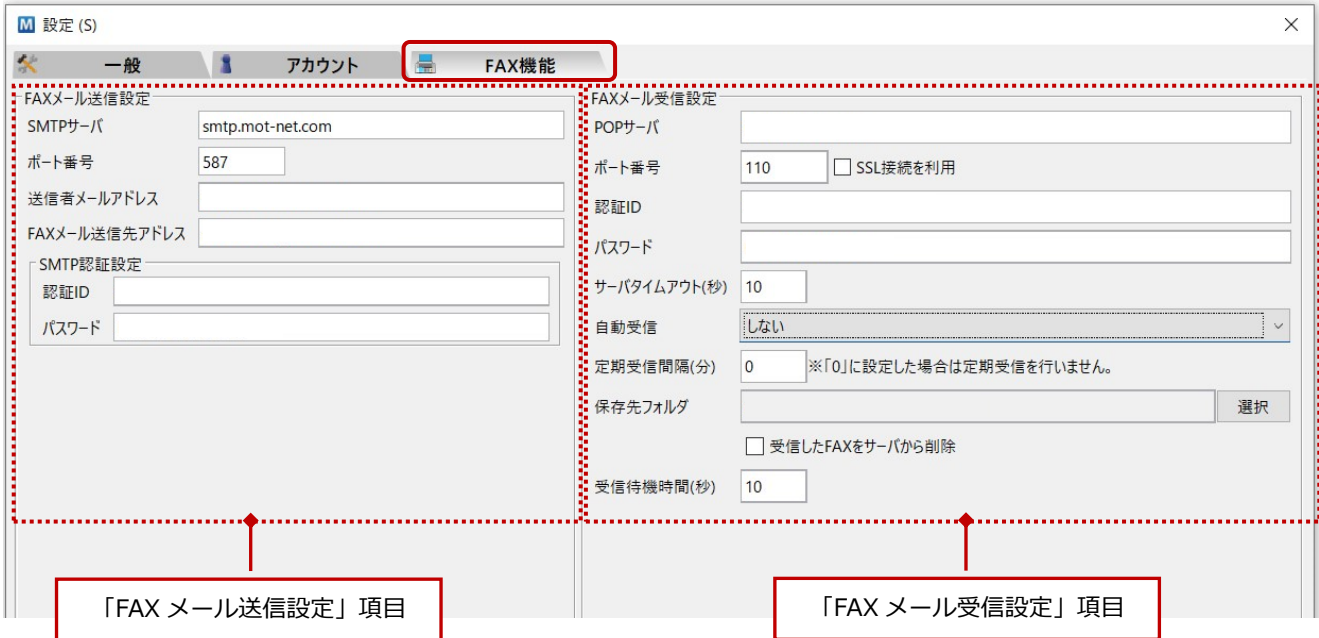 M 設定 (S)
一般 アカウント FAX機能
FAXメール送信設定
SMTPサーバ smtp.mot-net.com
ポート番号 587
送信者メールアドレス
FAXメール送信先アドレス
SMTP認証設定
認証ID
パスワード
FAXメール受信設定
POPサーバ
ポート番号 110 SSL接続を利用
認証ID
パスワード
サーバタイムアウト(秒) 10
自動受信 しない
定期受信間隔(分) 0 ※「0」に設定した場合は定期受信を行いません。
保存先フォルダ 選択
受信したFAXをサーバから削除
受信待機時間(秒) 10
「FAX メール送信設定」項目
「FAX メール受信設定」項目